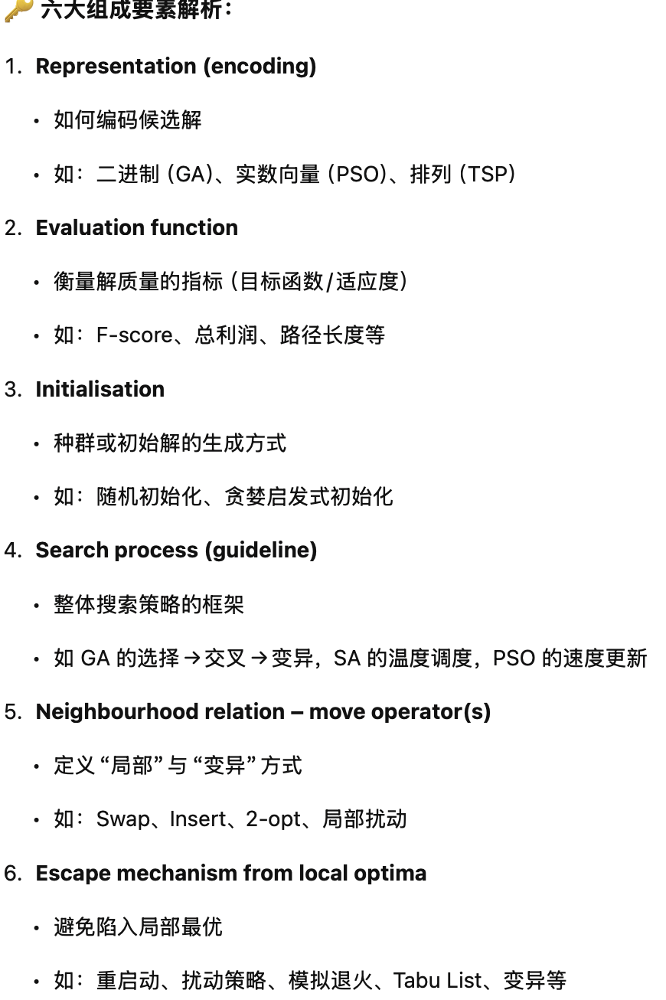 🔑 六大组成要素解析：
1. Representation (encoding)
• 如何编码候选解
• 如：二进制（GA）、实数向量（PSO）、排列（TSP）
2. Evaluation function
• 衡量解质量的指标（目标函数/适应度）
• 如：F-score、总利润、路径长度等
3. Initialisation
• 种群或初始解的生成方式
• 如：随机初始化、贪婪启发式初始化
4. Search process (guideline)
• 整体搜索策略的框架
• 如 GA 的选择→交叉→变异，SA 的温度调度，PSO 的速度更新
5. Neighbourhood relation – move operator(s)
• 定义“局部”与“变异”方式
• 如：Swap、Insert、2-opt、局部扰动
6. Escape mechanism from local optima
• 避免陷入局部最优
• 如：重启动、扰动策略、模拟退火、Tabu List、变异等